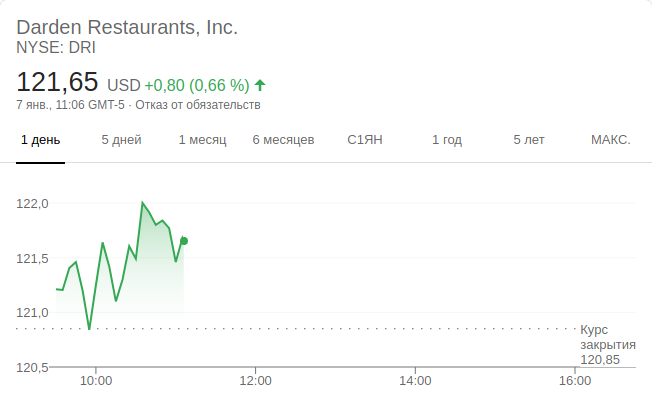 Darden Restaurants, Inc.
NYSE: DRI
121,65 USD +0,80 (0,66 %)
7 янв., 11:06 GMT-5 · Отказ от обязательств
1 день 5 дней 1 месяц 6 месяцев С1ЯН 1 год 5 лет МАКС.
122,0
121,5
121,0
120,5
Курс
закрытия
120,85
10:00 12:00 14:00 16:00